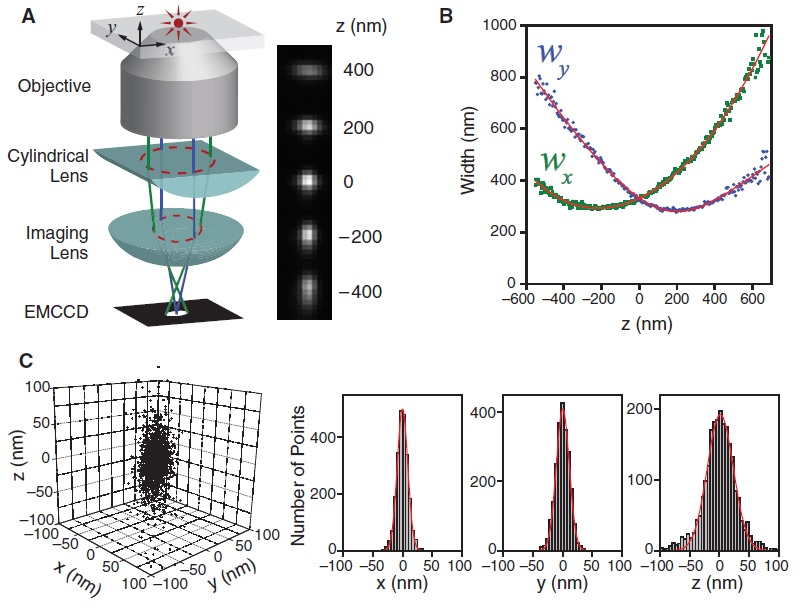 A
z
y
x
Objective
Cylindrical
Lens
Imaging
Lens
EMCCD
z (nm)
400
200
0
−200
−400
B
Width (nm)
1000
800
600
400
200
0
wy
wx
−600 −400 −200 0 200 400 600
z (nm)
C
z (nm)
100
50
0
−50
−100
−100 −50 0 50 100
x (nm)
−100 −50 0 50 100
y (nm)
Number of Points
400
200
0
−100 −50 0 50 100
x (nm)
400
200
0
−100 −50 0 50 100
y (nm)
200
100
0
−100 −50 0 50 100
z (nm)